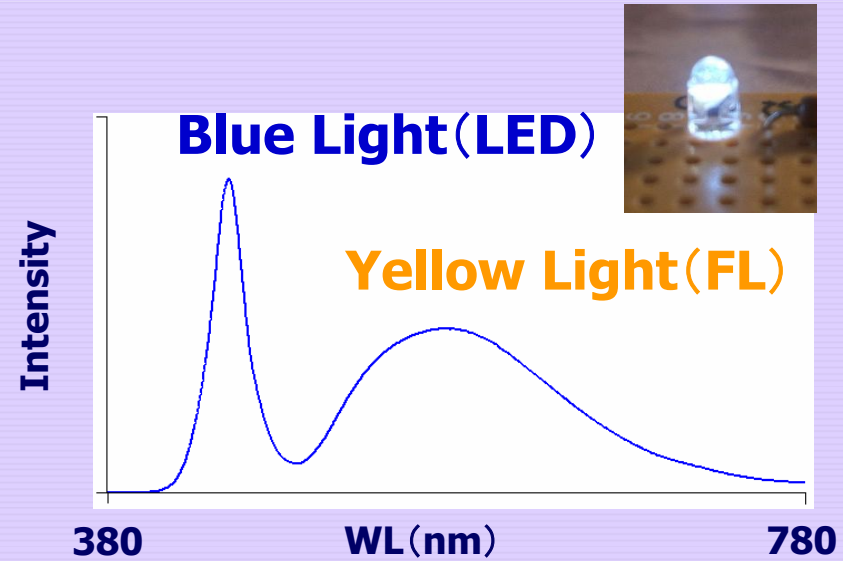 Blue Light（LED）
Yellow Light（FL）
Intensity
380
WL（nm）
780